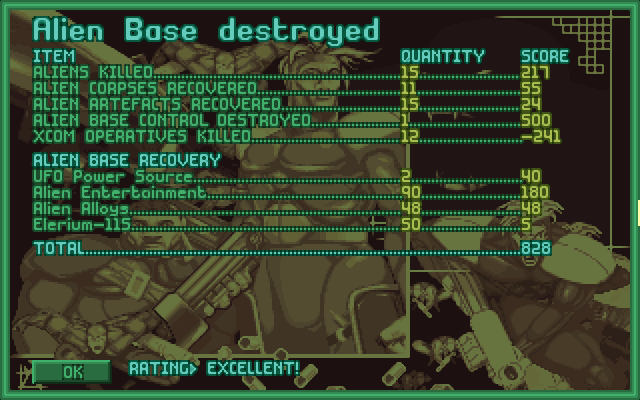 Alien Base destroyed
ITEM QUANTITY SCORE
ALIENS KILLED 15 217
ALIEN CORPSES RECOVERED 11 55
ALIEN ARTEFACTS RECOVERED 15 24
ALIEN BASE CONTROL DESTROYED 1 500
XCOM OPERATIVES KILLED 12 -241
ALIEN BASE RECOVERY
UFO Power Source 2 40
Alien Entertainment 90 180
Alien Alloys 48 48
Elerium-115 50 5
TOTAL 828
OK RATING> EXCELLENT!